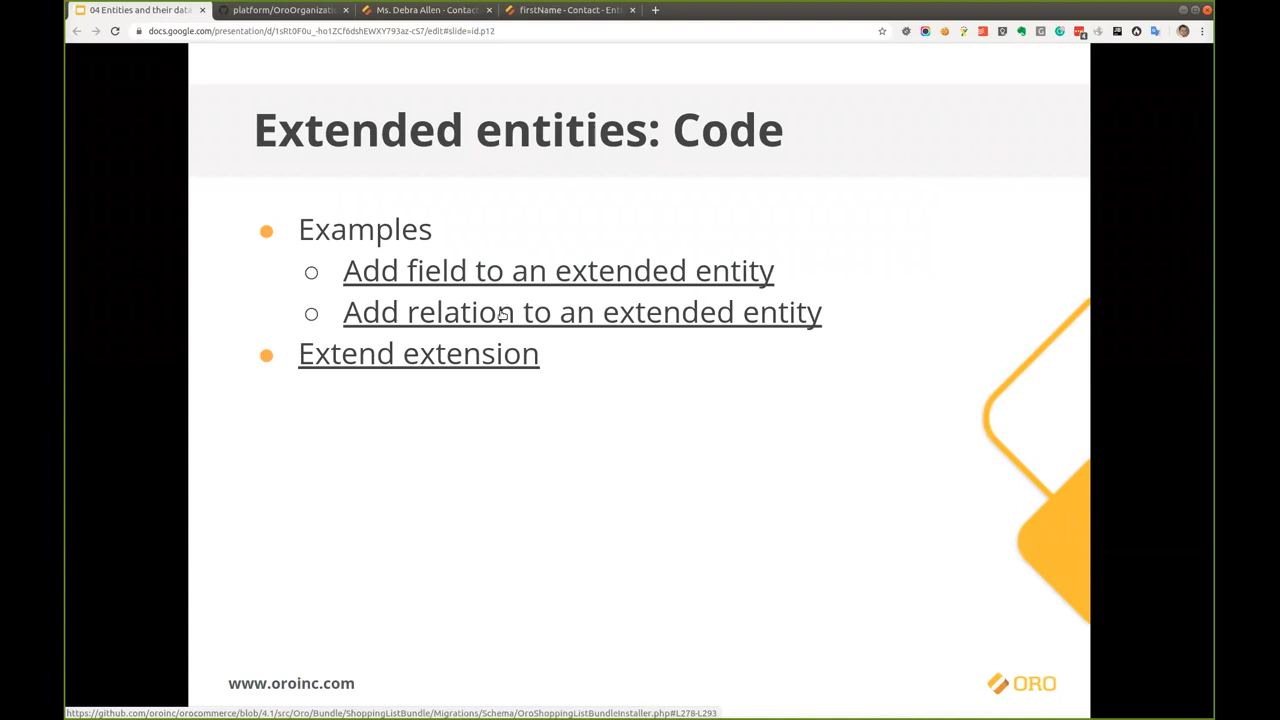 04 Entities and their data
platform/OroOrganizati
Ms. Debra Allen - Contact
firstName - Contact - Enti
docs.google.com/presentation/d/1sRt0F0u_-ho1ZCf6dshEWXY793az-cS7/edit#slide=id.p12
Extended entities: Code
Examples
Add field to an extended entity
Add relation to an extended entity
Extend extension
www.oroinc.com
ORO
https://github.com/oroinc/orocommerce/blob/4.1/src/Oro/Bundle/ShoppingListBundle/Migrations/Schema/OroShoppingListBundleInstaller.php#L278-L293